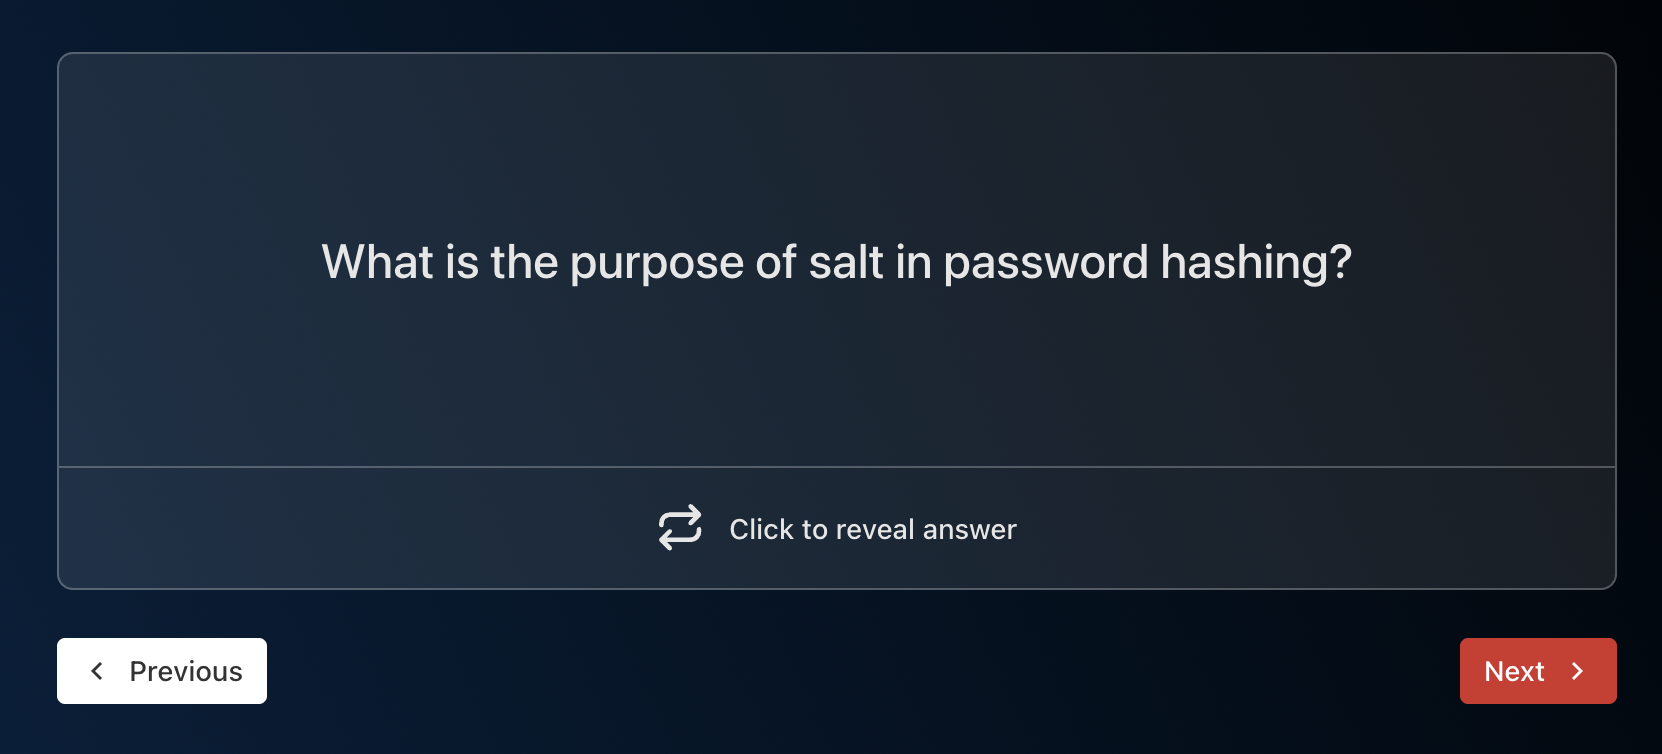 What is the purpose of salt in password hashing?
Click to reveal answer
Previous
Next